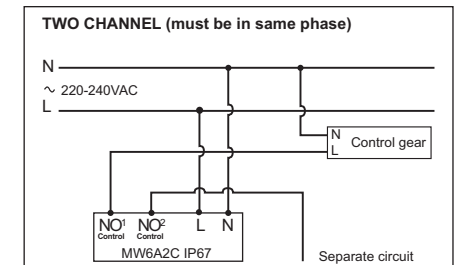 TWO CHANNEL (must be in same phase)
N
~ 220-240VAC
L
N
L
Control gear
NO1 NO2 L N
Control Control
MW6A2C IP67
Separate circuit